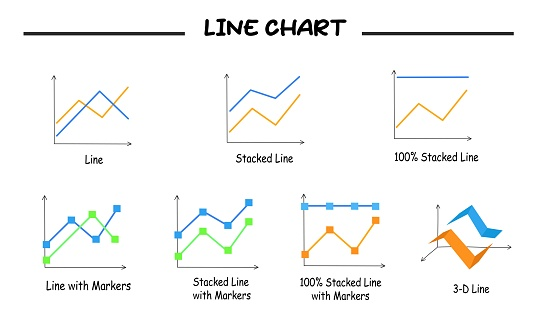 LINE CHART
Line
Stacked Line
100% Stacked Line
Line with Markers
Stacked Line
with Markers
100% Stacked Line
with Markers
3-D Line